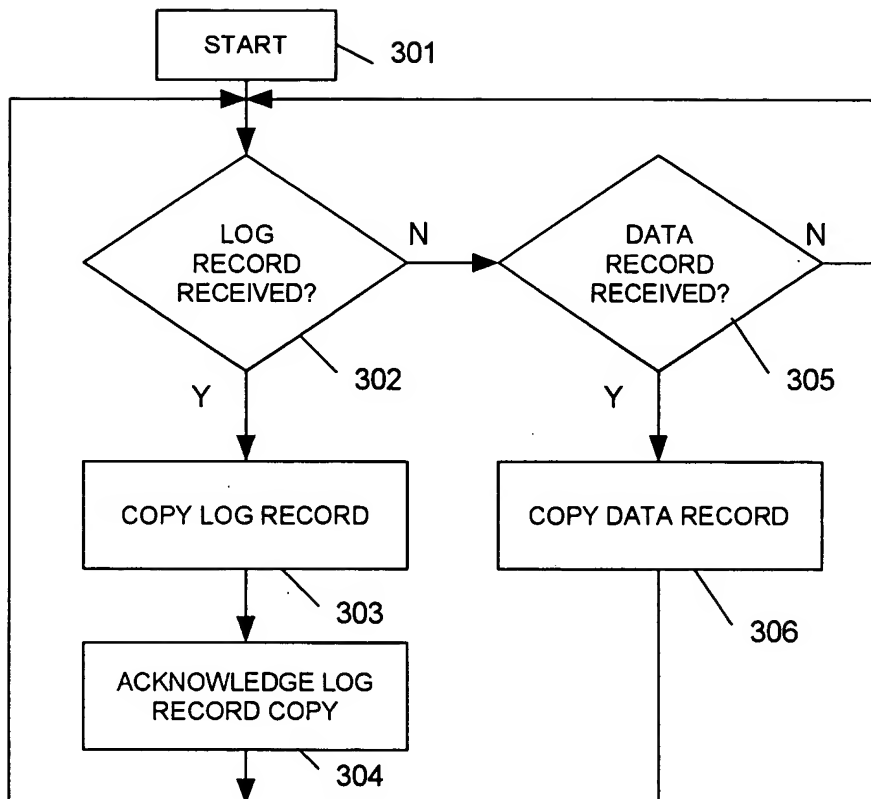 START
301
LOG
RECORD
RECEIVED?
N
302
Y
DATA
RECORD
RECEIVED?
N
305
Y
COPY LOG RECORD
303
COPY DATA RECORD
306
ACKNOWLEDGE LOG
RECORD COPY
304